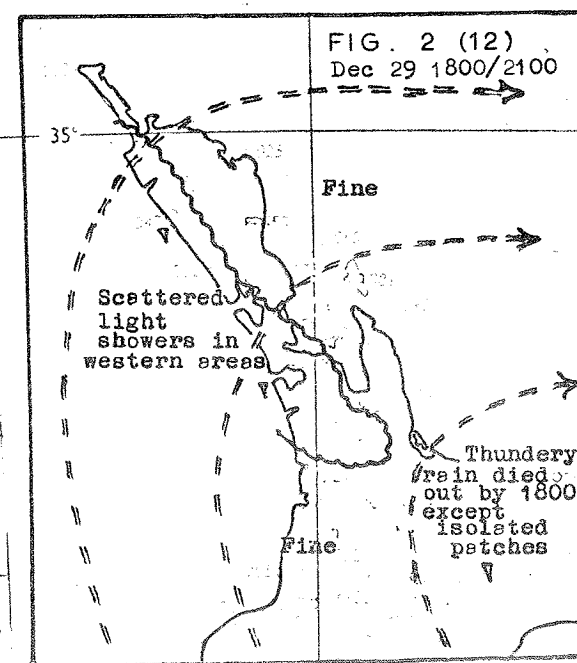 FIG. 2 (12)
Dec 29 1800/2100
35°
Fine
Scattered
light
showers in
western areas
Thundery
rain died
out by 1800
except
isolated
patches
Fine